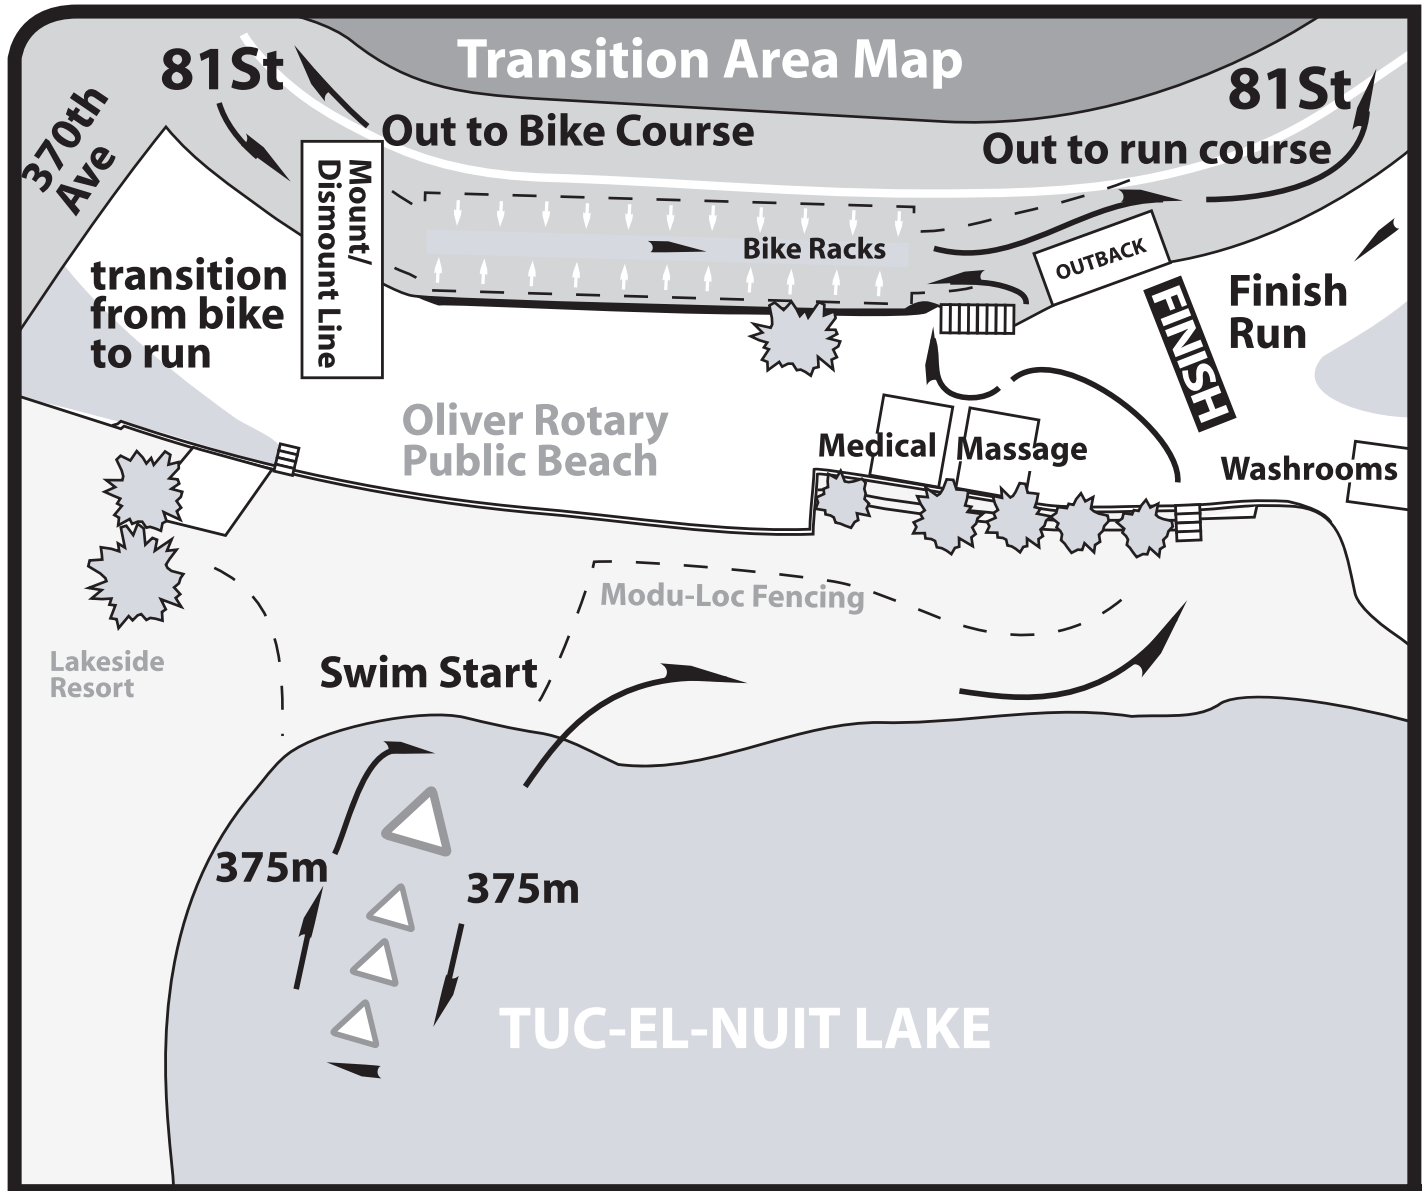 Transition Area Map
81St
81St
370th
Ave
Out to Bike Course
Out to run course
Mount/
Dismount Line
Bike Racks
OUTBACK
transition
from bike
to run
Finish
Run
FINISH
Oliver Rotary
Public Beach
Medical
Massage
Washrooms
Modu-Loc Fencing
Lakeside
Resort
Swim Start
375m
375m
TUC-EL-NUIT LAKE